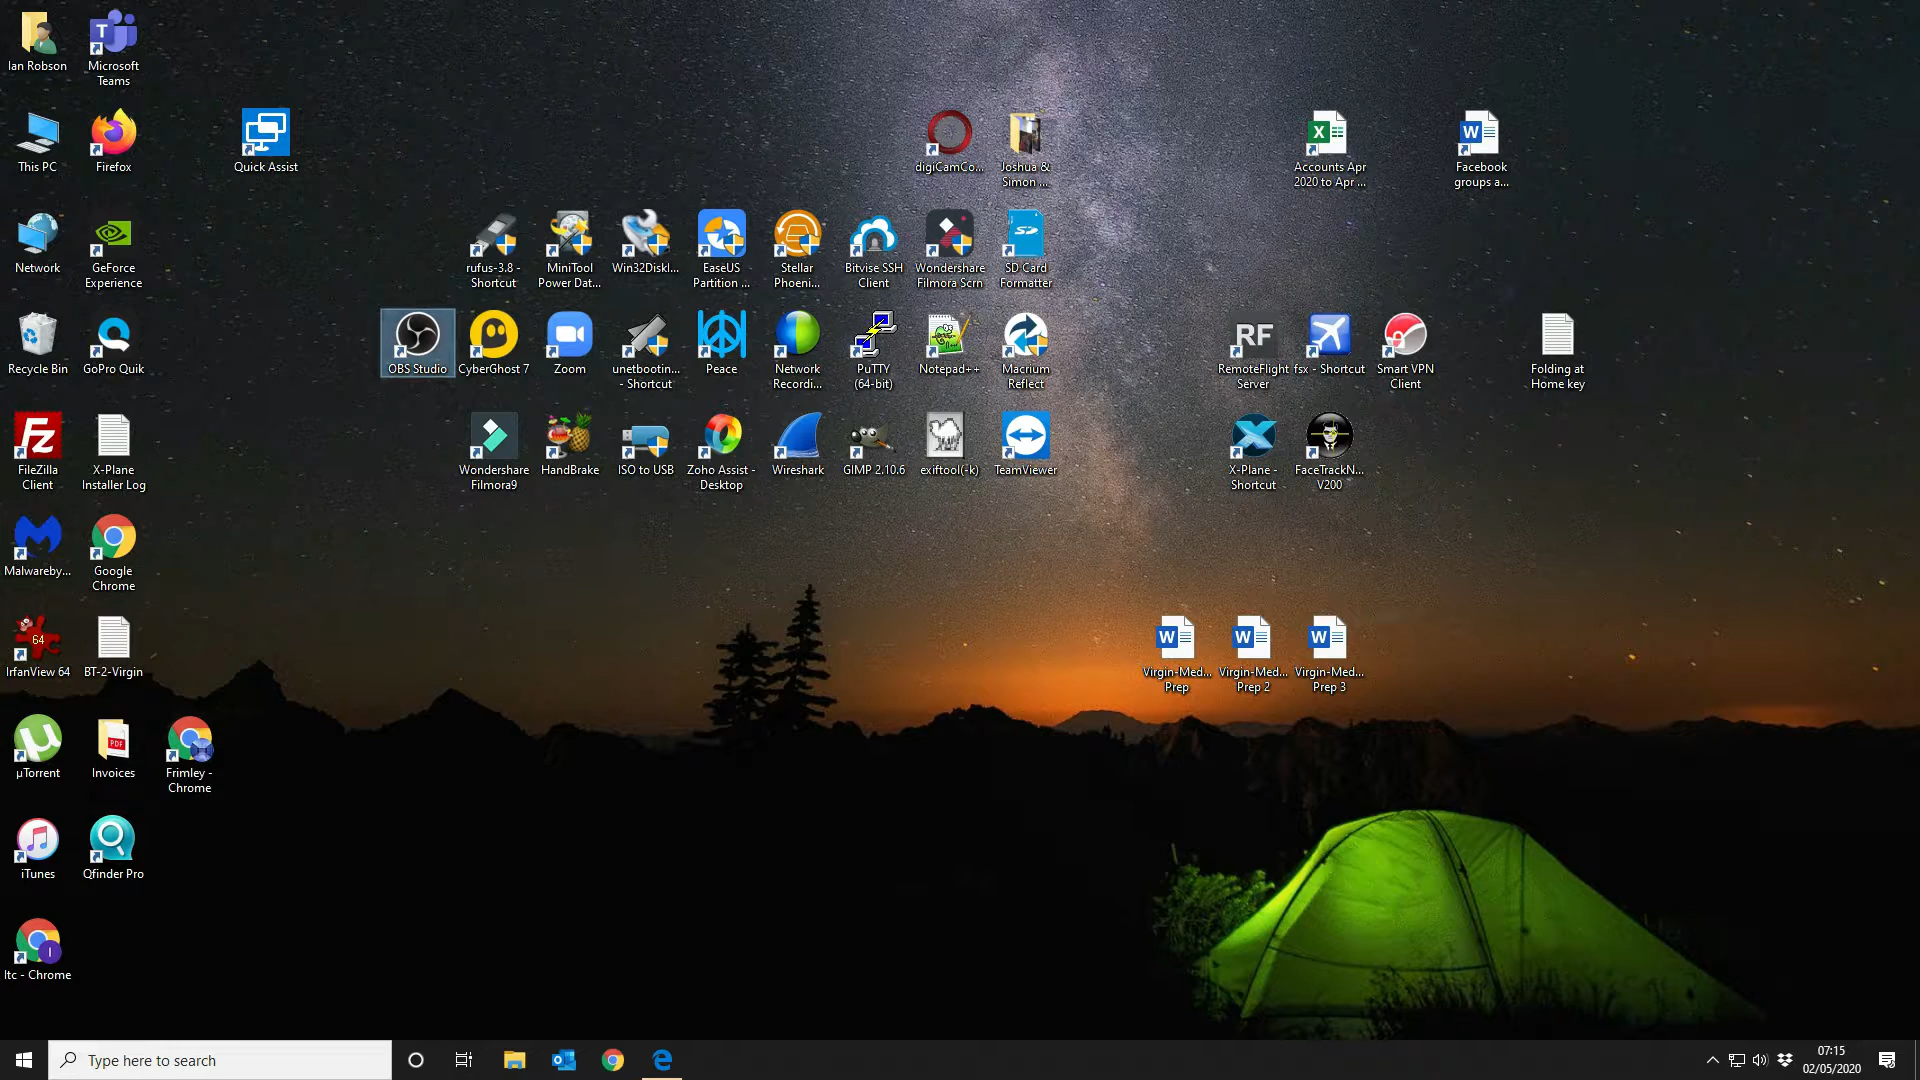 Ian Robson
Microsoft
Teams
This PC
Firefox
Quick Assist
digiCamCo...
Joshua &
Simon ...
Accounts Apr
2020 to Apr ...
Facebook
groups a...
Network
GeForce
Experience
rufus-3.8 -
Shortcut
MiniTool
Power Dat...
Win32DiskI...
EaseUS
Partition ...
Stellar
Phoeni...
Bitvise SSH
Client
Wondershare
Filmora Scrn
SD
SD Card
Formatter
Recycle Bin
GoPro Quik
OBS Studio
CyberGhost 7
Zoom
unetbootin...
- Shortcut
Peace
Network
Recordi...
PuTTY
(64-bit)
Notepad++
Macrium
Reflect
RF
RemoteFlight
Server
fsx - Shortcut
Smart VPN
Client
Folding at
Home key
FileZilla
Client
X-Plane
Installer Log
Wondershare
Filmora9
HandBrake
ISO to USB
Zoho Assist -
Desktop
Wireshark
GIMP 2.10.6
exiftool(-k)
TeamViewer
X-Plane -
Shortcut
FaceTrackN...
V200
Malwareby...
Google
Chrome
64
IrfanView 64
BT-2-Virgin
Virgin-Med...
Prep
Virgin-Med...
Prep 2
Virgin-Med...
Prep 3
µTorrent
PDF
Invoices
Frimley -
Chrome
iTunes
Qfinder Pro
Itc - Chrome
Type here to search
07:15
02/05/2020